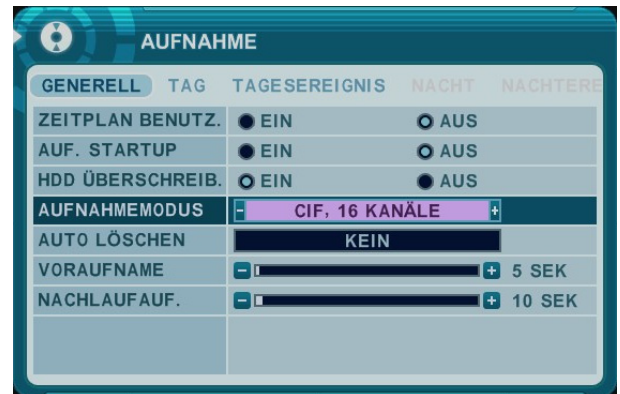 AUFNAHME
GENERELL TAG TAGESEREIGNIS NACHT NACHTERE
ZEITPLAN BENUTZ. EIN AUS
AUF. STARTUP EIN AUS
HDD ÜBERSCHREIB. EIN AUS
AUFNAHMEMODUS - CIF, 16 KANÄLE +
AUTO LÖSCHEN KEIN
VORAUFNAME - + 5 SEK
NACHLAUFAUF. - + 10 SEK